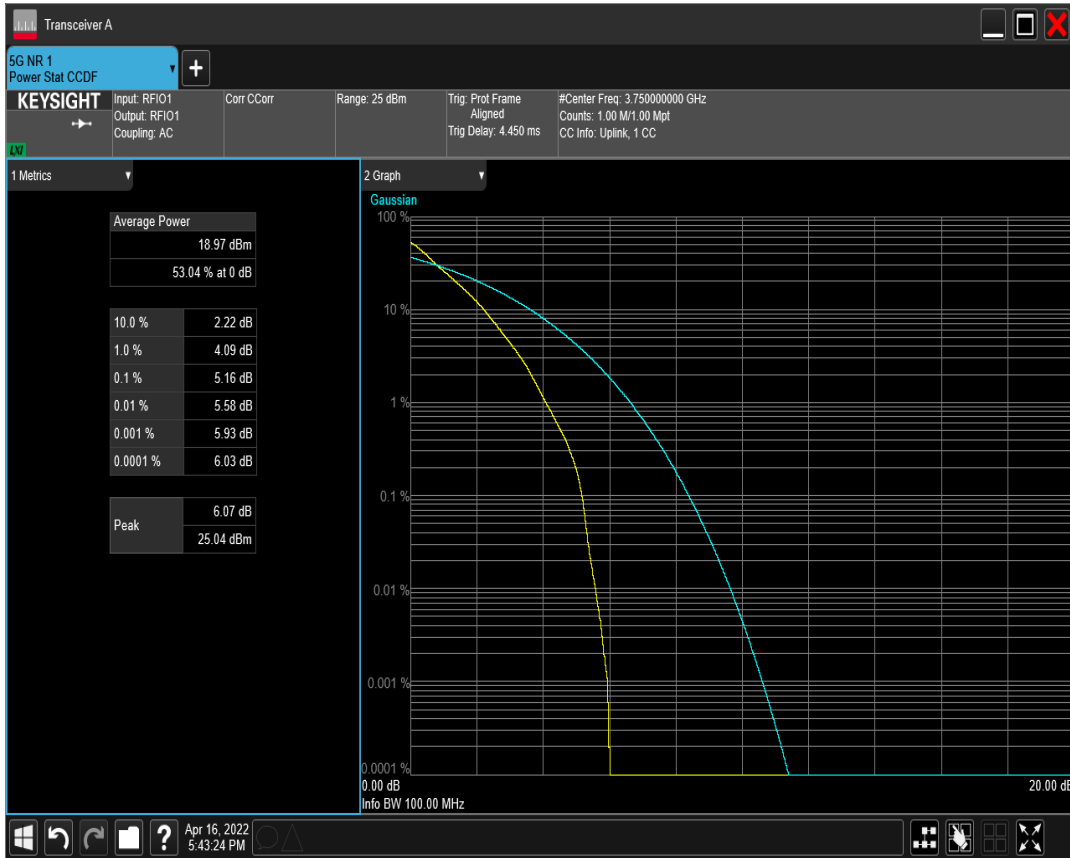 Transceiver A
5G NR 1
Power Stat CCDF
KEYSIGHT
LXI
Input: RFIO1
Output: RFIO1
Coupling: AC
Corr CCorr
Range: 25 dBm
Trig: Prot Frame
Aligned
Trig Delay: 4.450 ms
#Center Freq: 3.750000000 GHz
Counts: 1.00 M/1.00 Mpt
CC Info: Uplink, 1 CC
1 Metrics
Average Power
18.97 dBm
53.04 % at 0 dB
10.0 % 2.22 dB
1.0 % 4.09 dB
0.1 % 5.16 dB
0.01 % 5.58 dB
0.001 % 5.93 dB
0.0001 % 6.03 dB
Peak
6.07 dB
25.04 dBm
2 Graph
Gaussian
100 %
10 %
1 %
0.1 %
0.01 %
0.001 %
0.0001 %
0.00 dB
20.00 dB
Info BW 100.00 MHz
?
Apr 16, 2022
5:43:24 PM